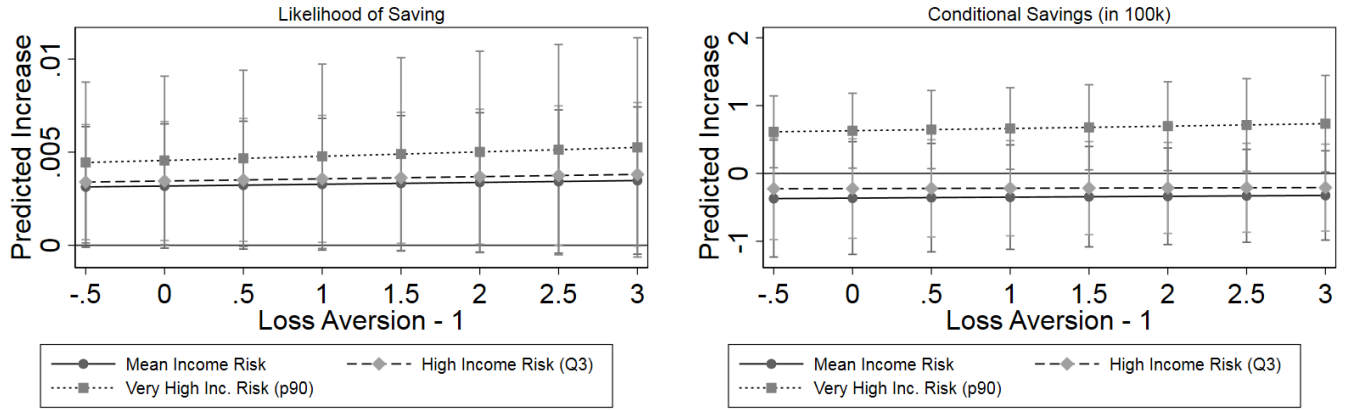 Likelihood of Saving
Predicted Increase
.01
.005
0
-.5 0 .5 1 1.5 2 2.5 3
Loss Aversion - 1
Mean Income Risk
High Income Risk (Q3)
Very High Inc. Risk (p90)
Conditional Savings (in 100k)
Predicted Increase
2
1
0
-1
-.5 0 .5 1 1.5 2 2.5 3
Loss Aversion - 1
Mean Income Risk
High Income Risk (Q3)
Very High Inc. Risk (p90)